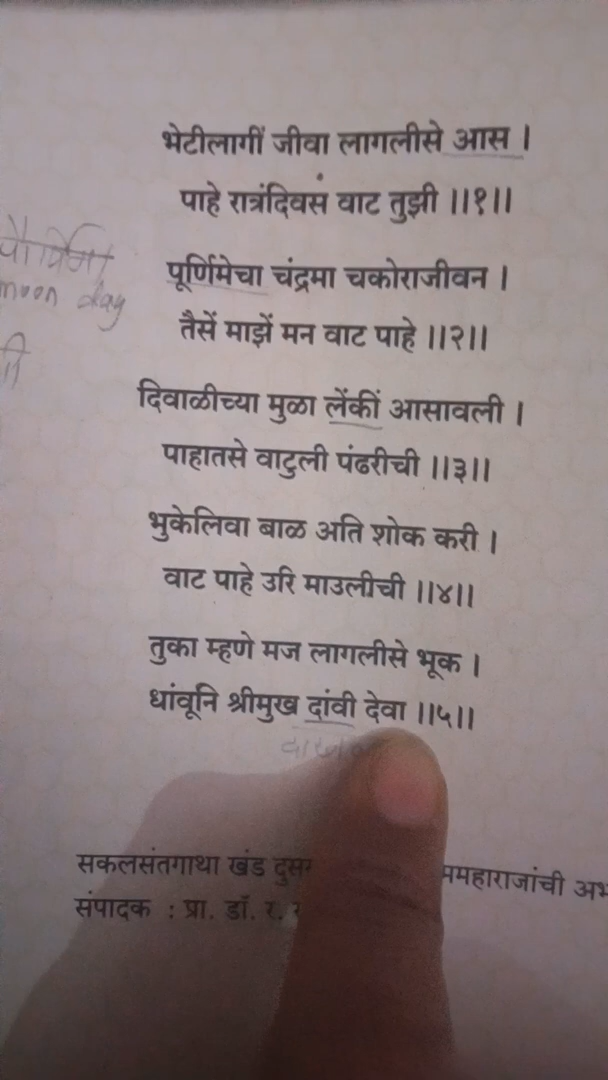 भेटीलागीं जीवा लागलीसे आस ।
पाहे रात्रंदिवस वाट तुझी ।।१।।
पूर्णिमेचा चंद्रमा चकोराजीवन ।
तैसें माझें मन वाट पाहे ।।२।।
moon day
दिवाळीच्या मुळा लेंकीं आसावली ।
पाहातसे वाटुली पंढरीची ।।३।।
भुकेलिवा बाळ अति शोक करी ।
वाट पाहे उरि माउलीची ।।४।।
तुका म्हणे मज लागलीसे भूक ।
धांवूनि श्रीमुख दांवी देवा ।।५।।
सकलसंतगाथा खंड
संपादक : प्रा. डॉ. र.